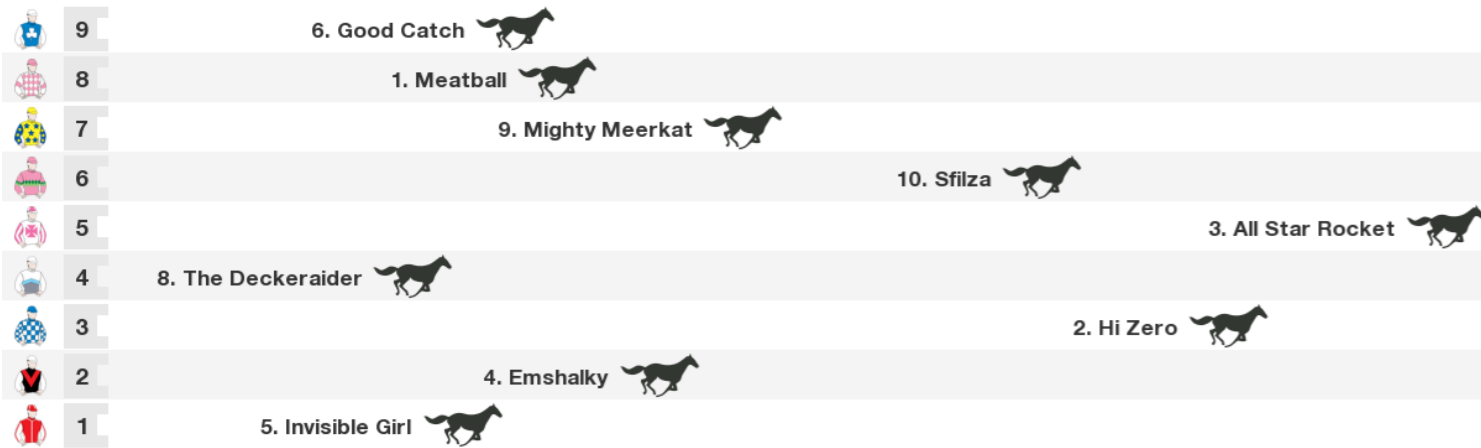 9 6. Good Catch
8 1. Meatball
7 9. Mighty Meerkat
6 10. Sfilza
5 3. All Star Rocket
4 8. The Deckeraider
3 2. Hi Zero
2 4. Emshalky
1 5. Invisible Girl